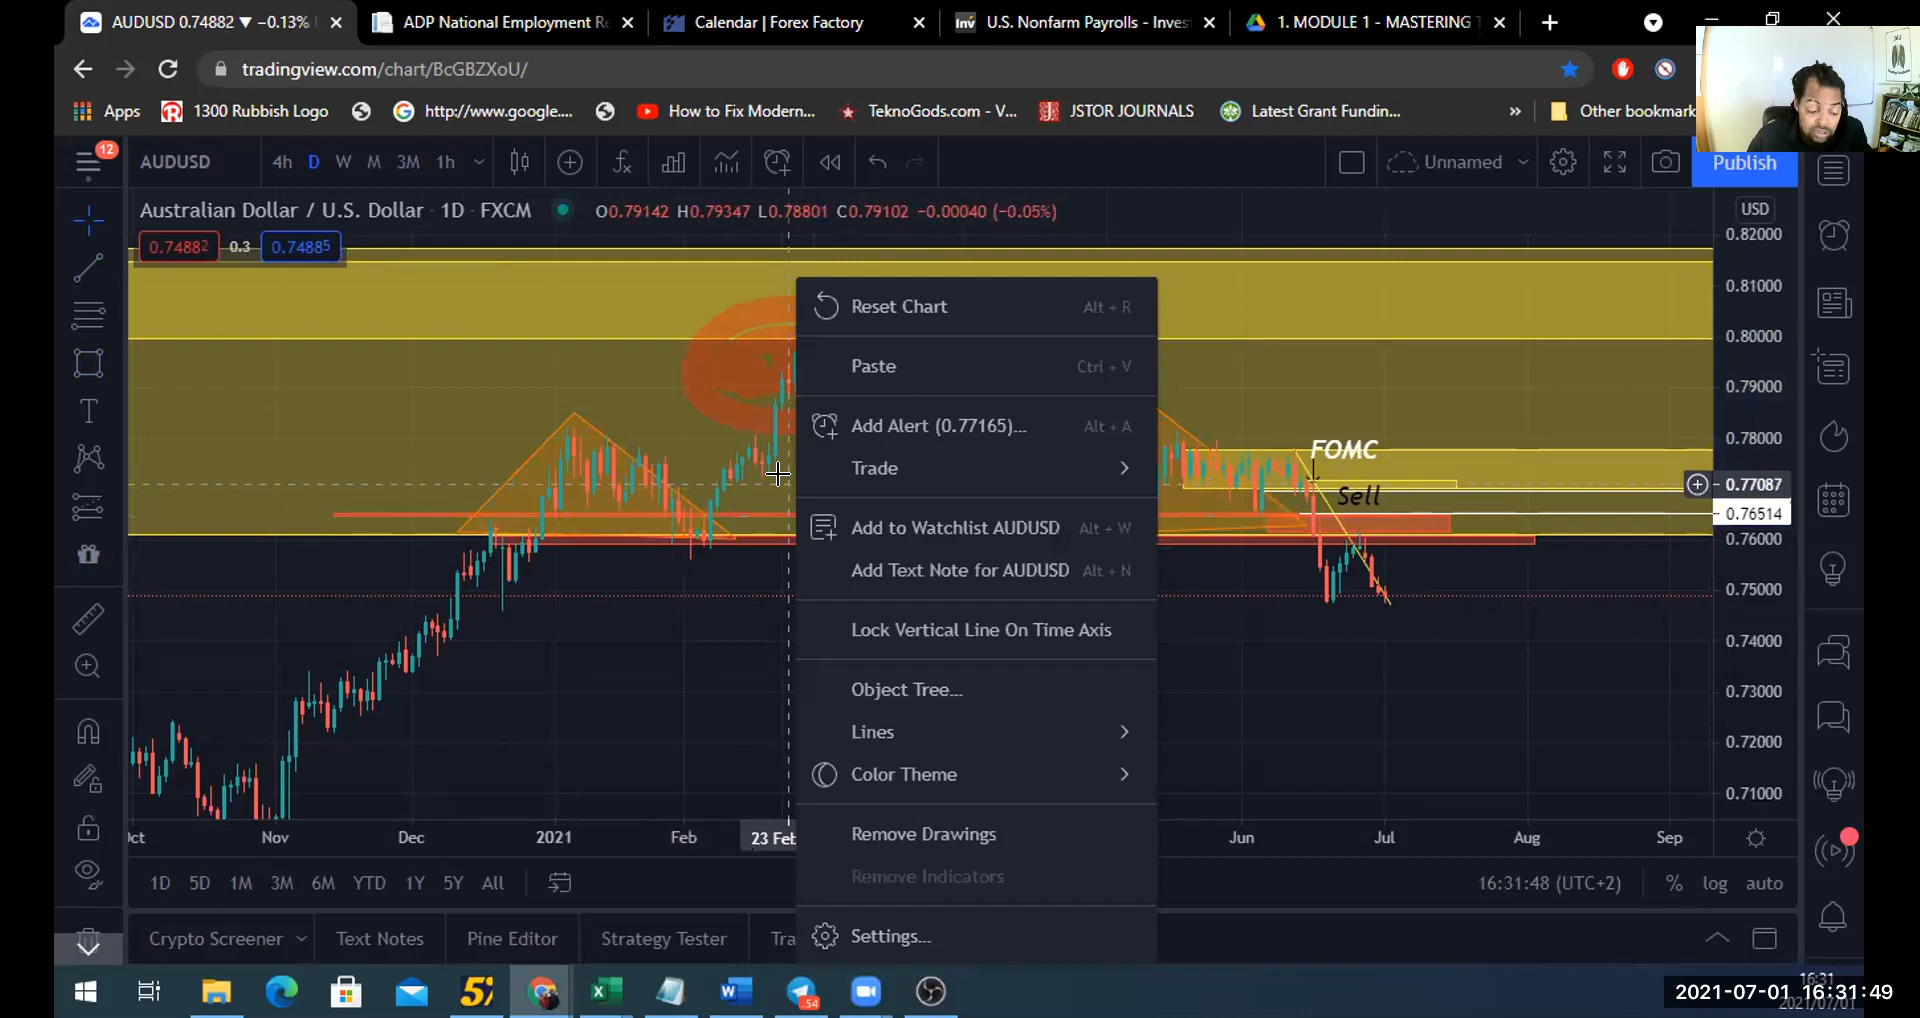 AUDUSD 0.74882 ▼ −0.13%
ADP National Employment Re
Calendar | Forex Factory
U.S. Nonfarm Payrolls - Inves
1. MODULE 1 - MASTERING T
tradingview.com/chart/BcGBZXoU/
Apps
1300 Rubbish Logo
http://www.google...
How to Fix Modern...
TeknoGods.com - V...
JSTOR JOURNALS
Latest Grant Fundin...
»
Other bookmark
12
AUDUSD
4h D W M 3M 1h
Unnamed
Publish
Australian Dollar / U.S. Dollar · 1D · FXCM
O0.79142 H0.79347 L0.78801 C0.79102 −0.00040 (−0.05%)
0.74882 0.3 0.74885
USD
0.82000
0.81000
0.80000
0.79000
0.78000
0.77087
0.76514
0.76000
0.75000
0.74000
0.73000
0.72000
0.71000
FOMC
Sell
Reset Chart Alt + R
Paste Ctrl + V
Add Alert (0.77165)... Alt + A
Trade
Add to Watchlist AUDUSD Alt + W
Add Text Note for AUDUSD Alt + N
Lock Vertical Line On Time Axis
Object Tree...
Lines
Color Theme
Remove Drawings
Remove Indicators
Settings...
Oct Nov Dec 2021 Feb 23 Feb Jun Jul Aug Sep
1D 5D 1M 3M 6M YTD 1Y 5Y All
16:31:48 (UTC+2) % log auto
Crypto Screener Text Notes Pine Editor Strategy Tester Tra
54
16:31
2021/07/01
2021-07-01 16:31:49